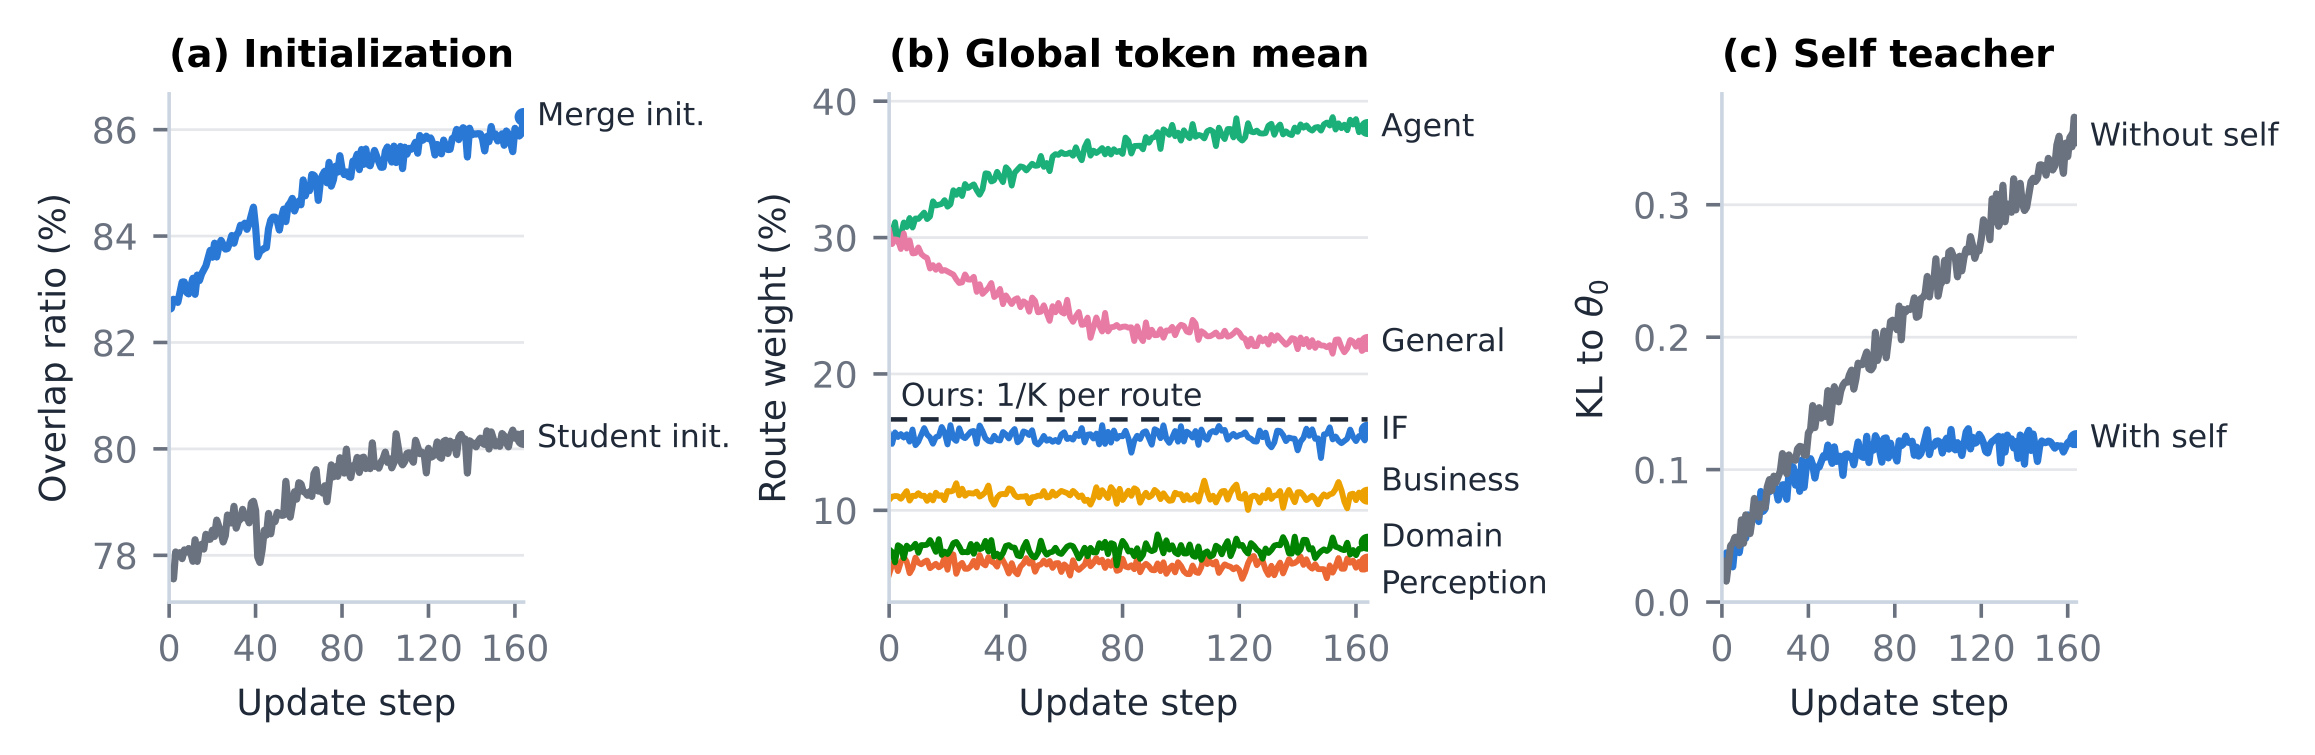 (a) Initialization
Overlap ratio (%)
86
84
82
80
78
0 40 80 120 160
Update step
Merge init.
Student init.
(b) Global token mean
Route weight (%)
40
30
20
10
0 40 80 120 160
Update step
Ours: 1/K per route
Agent
General
IF
Business
Domain
Perception
(c) Self teacher
KL to θ₀
0.3
0.2
0.1
0.0
0 40 80 120 160
Update step
Without self
With self